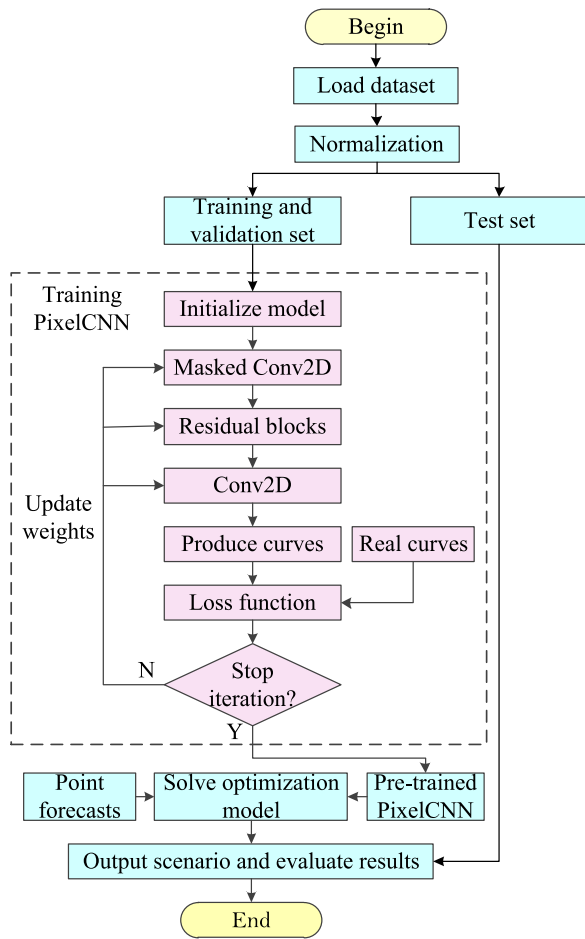 Begin
Load dataset
Normalization
Training and
validation set
Test set
Training
PixelCNN
Initialize model
Masked Conv2D
Residual blocks
Conv2D
Update
weights
Produce curves
Real curves
Loss function
N
Stop
iteration?
Y
Point
forecasts
Solve optimization
model
Pre-trained
PixelCNN
Output scenario and evaluate results
End